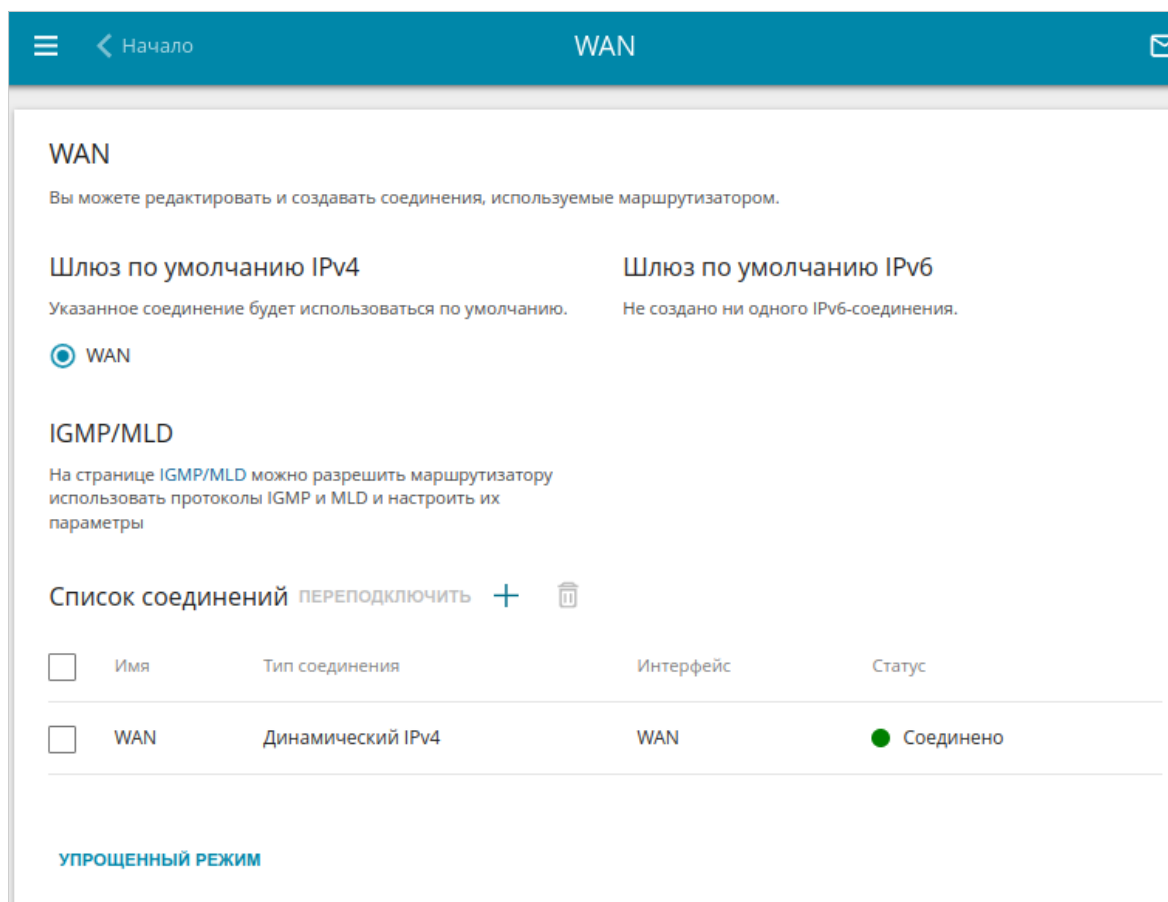 Начало
WAN
WAN
Вы можете редактировать и создавать соединения, используемые маршрутизатором.
Шлюз по умолчанию IPv4
Указанное соединение будет использоваться по умолчанию.
WAN
Шлюз по умолчанию IPv6
Не создано ни одного IPv6-соединения.
IGMP/MLD
На странице IGMP/MLD можно разрешить маршрутизатору
использовать протоколы IGMP и MLD и настроить их
параметры
Список соединений ПЕРЕПОДКЛЮЧИТЬ
Имя Тип соединения Интерфейс Статус
WAN Динамический IPv4 WAN Соединено
УПРОЩЕННЫЙ РЕЖИМ